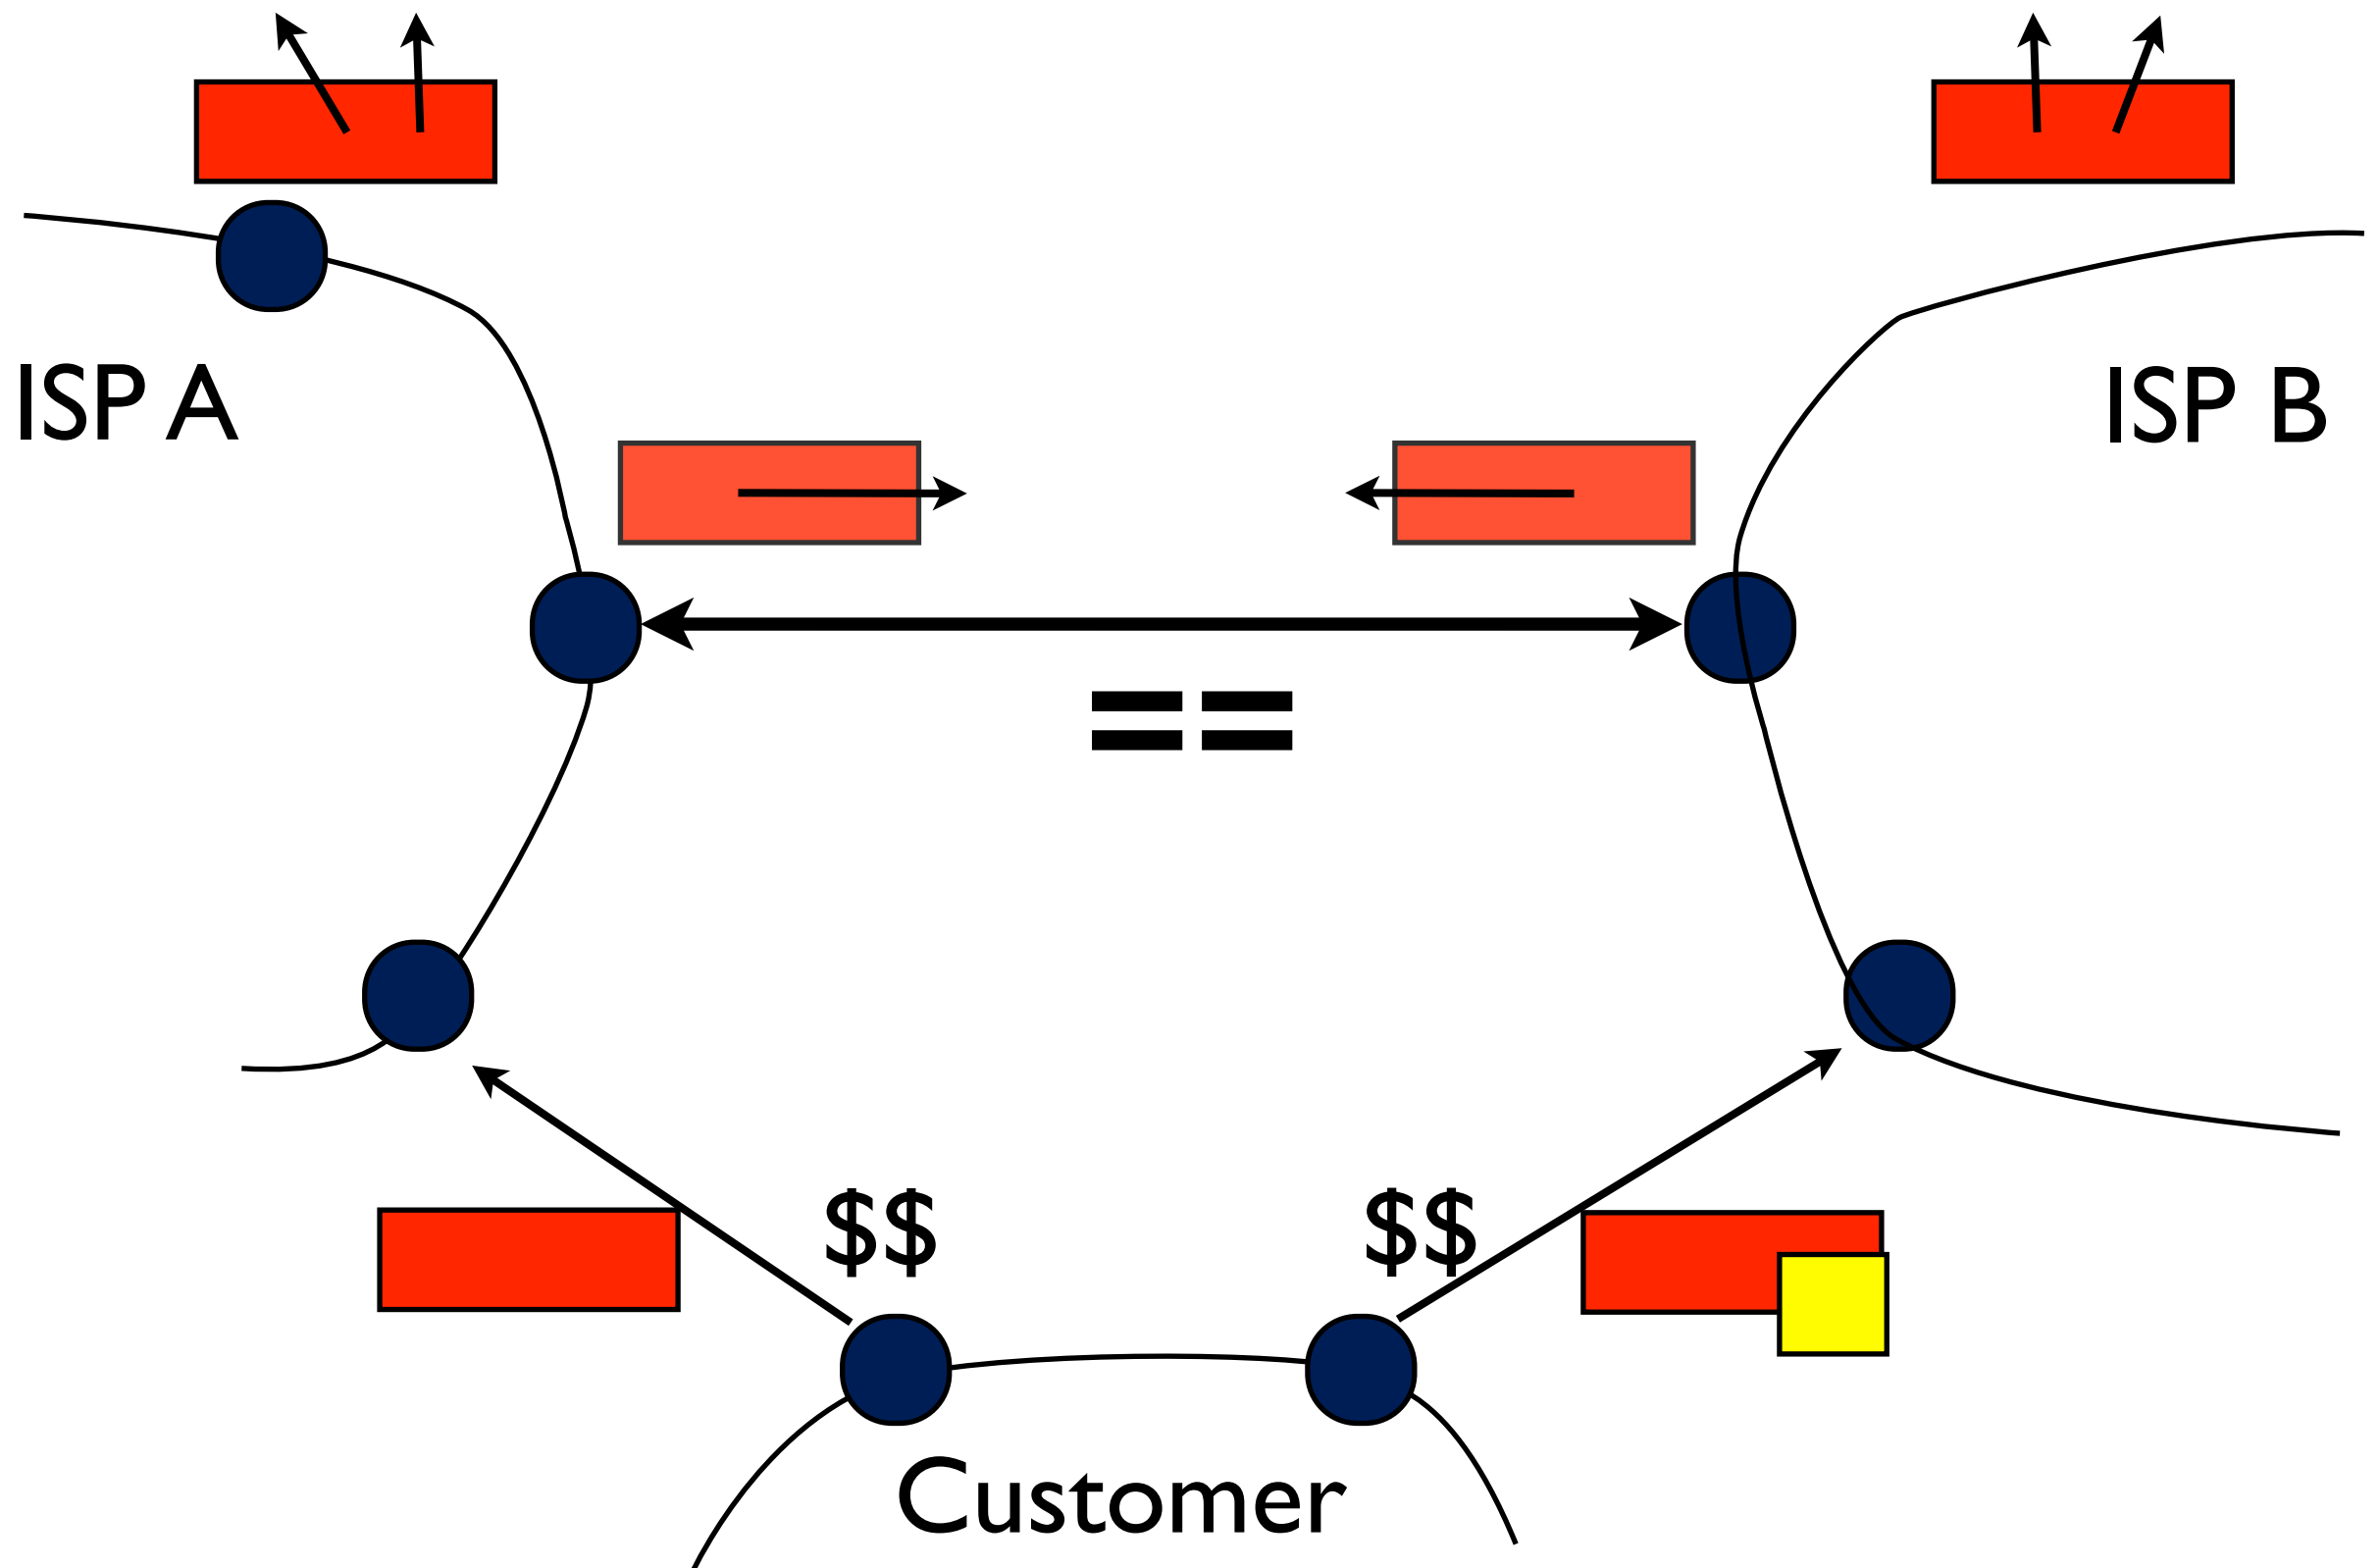 ISP A
ISP B
==
$$
$$
Customer